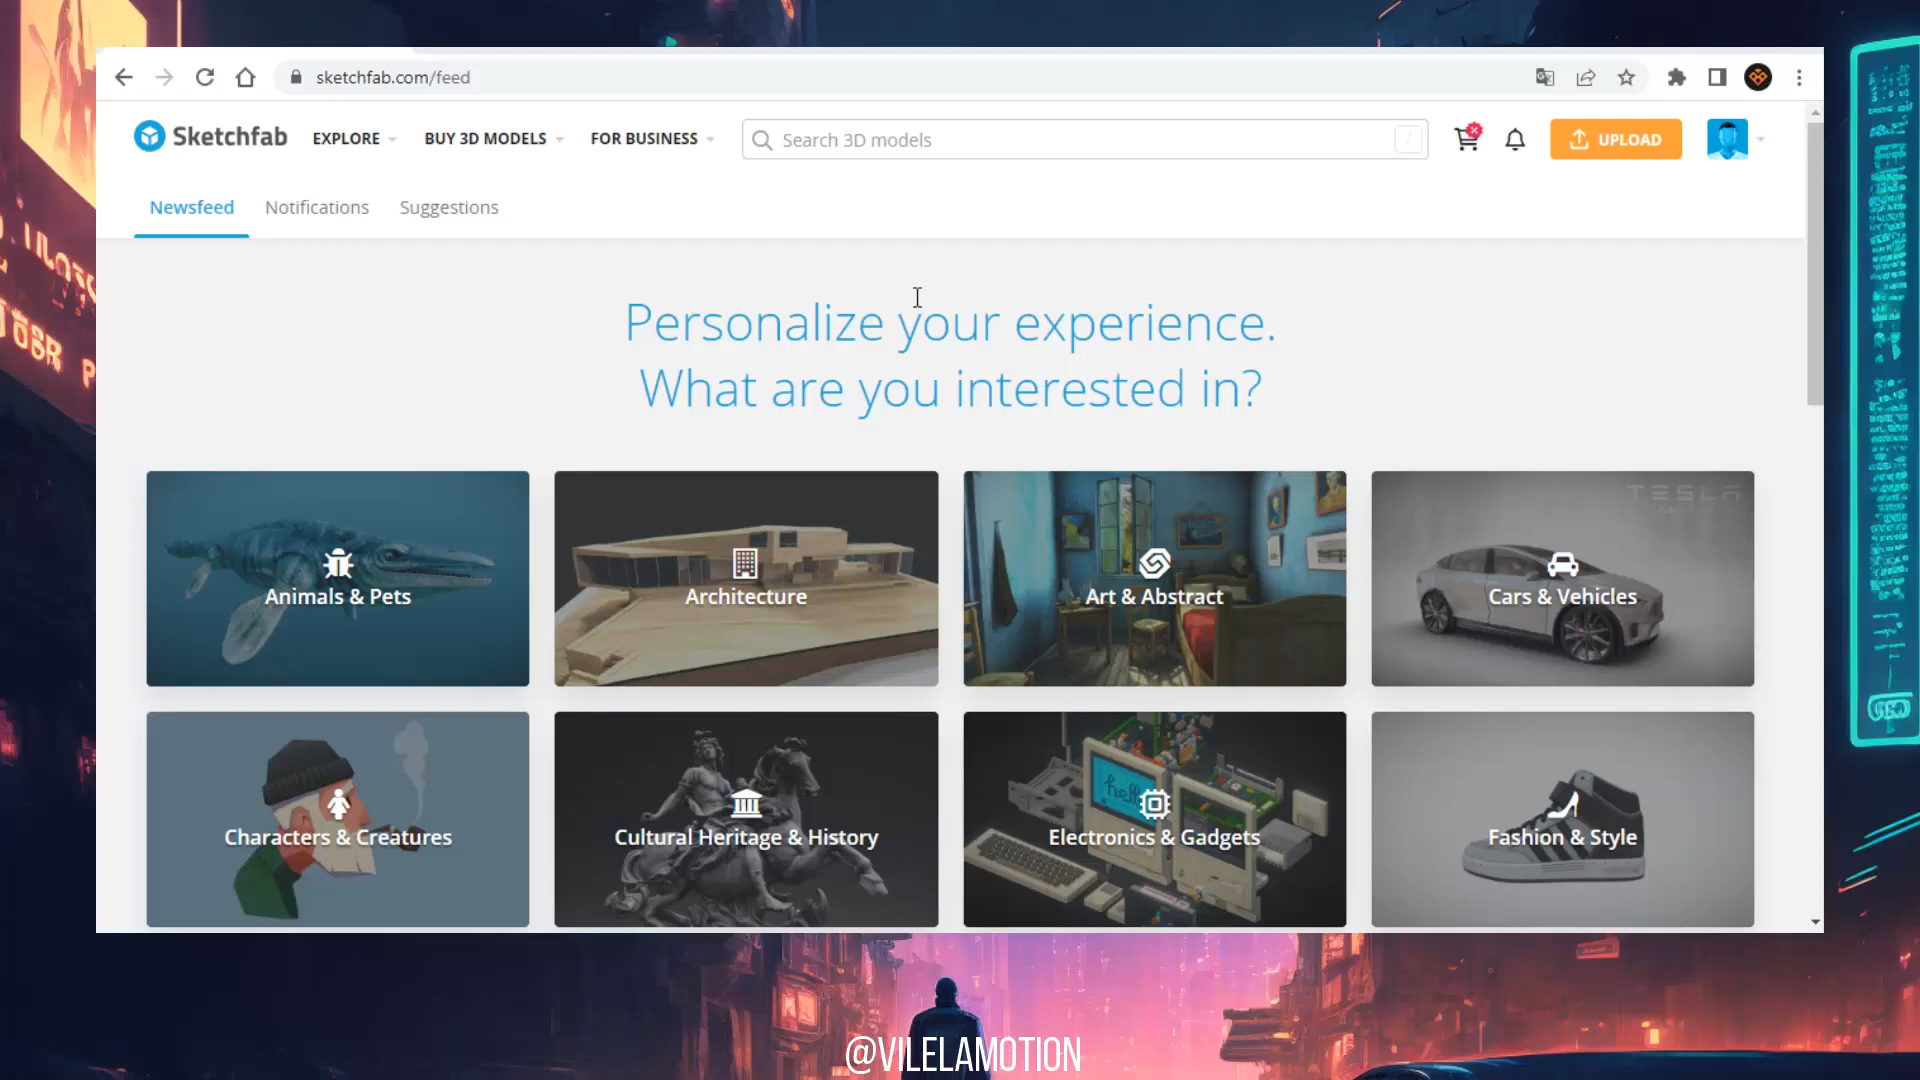 sketchfab.com/feed
Sketchfab EXPLORE BUY 3D MODELS FOR BUSINESS Search 3D models / UPLOAD
Newsfeed Notifications Suggestions
Personalize your experience.
What are you interested in?
TESLA
Animals & Pets Architecture Art & Abstract Cars & Vehicles
hello
Characters & Creatures Cultural Heritage & History Electronics & Gadgets Fashion & Style
@VILELAMOTION